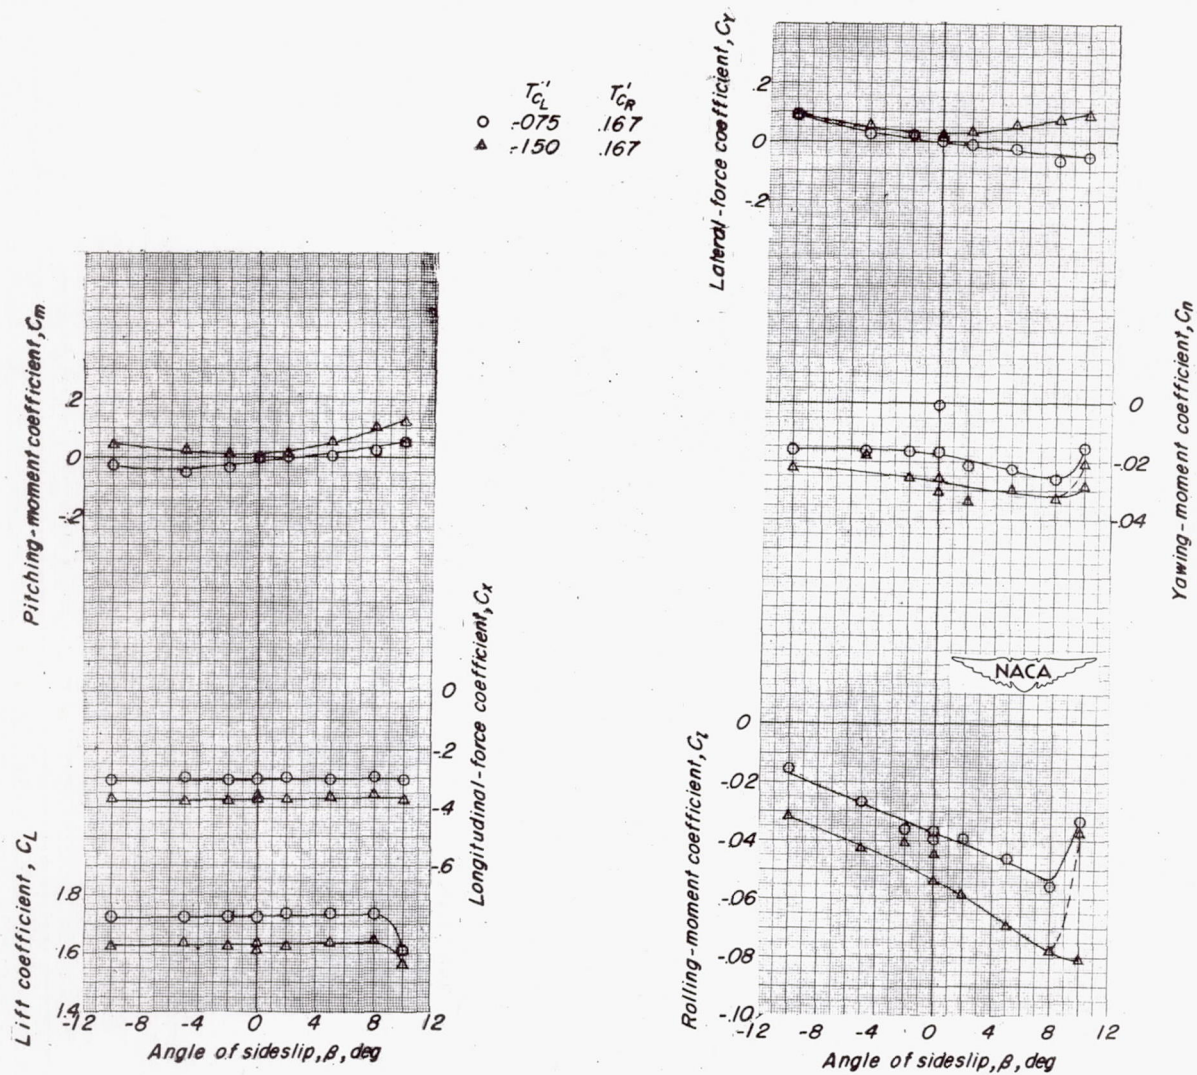 T'CL T'CR
○ -.075 .167
△ -.150 .167
Pitching-moment coefficient, Cm
.2
0
-.2
Longitudinal-force coefficient, CX
0
-.2
-.4
-.6
Lift coefficient, CL
1.8
1.6
1.4
-12 -8 -4 0 4 8 12
Angle of sideslip, β, deg
Lateral-force coefficient, CY
.2
0
-.2
Yawing-moment coefficient, Cn
0
-.02
-.04
NACA
Rolling-moment coefficient, Cl
0
-.02
-.04
-.06
-.08
-.10
-12 -8 -4 0 4 8 12
Angle of sideslip, β, deg